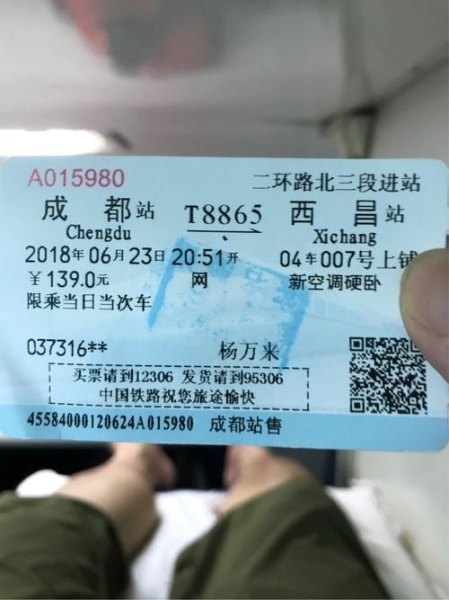 A015980 二环路北三段进站
成都站 T8865 西昌站
Chengdu Xichang
2018年06月23日20:51开 04车007号上铺
￥139.0元 网 新空调硬卧
限乘当日当次车
037316** 杨万来
买票请到12306 发货请到95306
中国铁路祝您旅途愉快
45584000120624A015980 成都站售